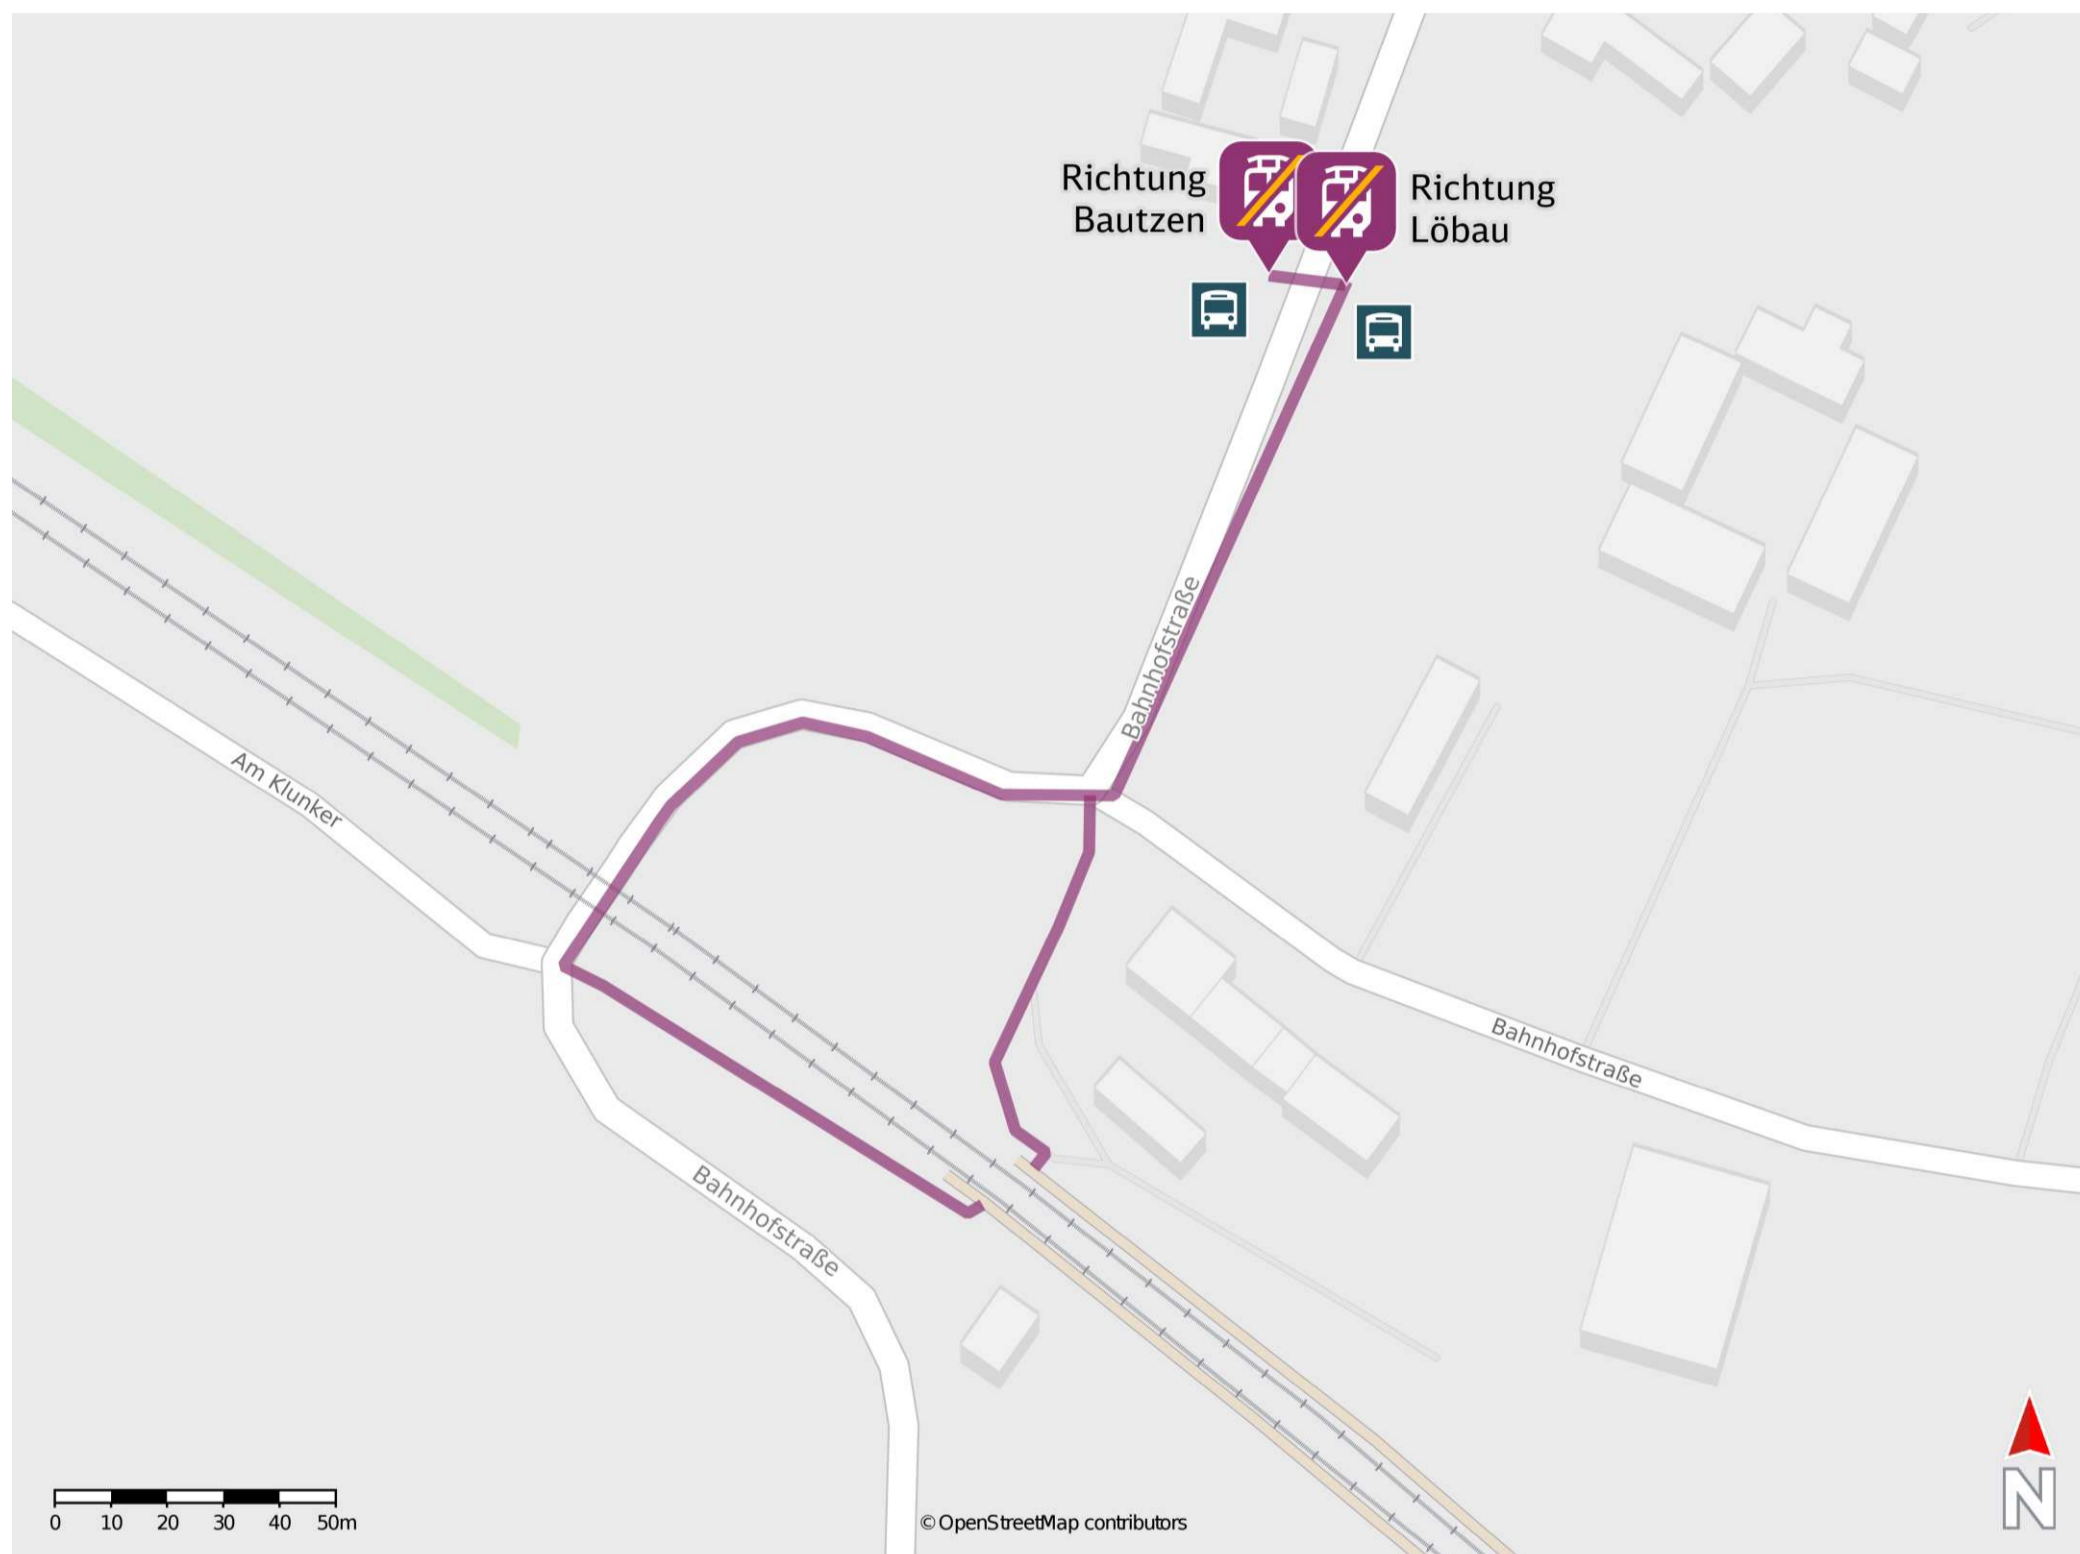 Richtung
Bautzen
Richtung
Löbau
Bahnhofstraße
Am Klunker
Bahnhofstraße
Bahnhofstraße
0 10 20 30 40 50m
© OpenStreetMap contributors
N